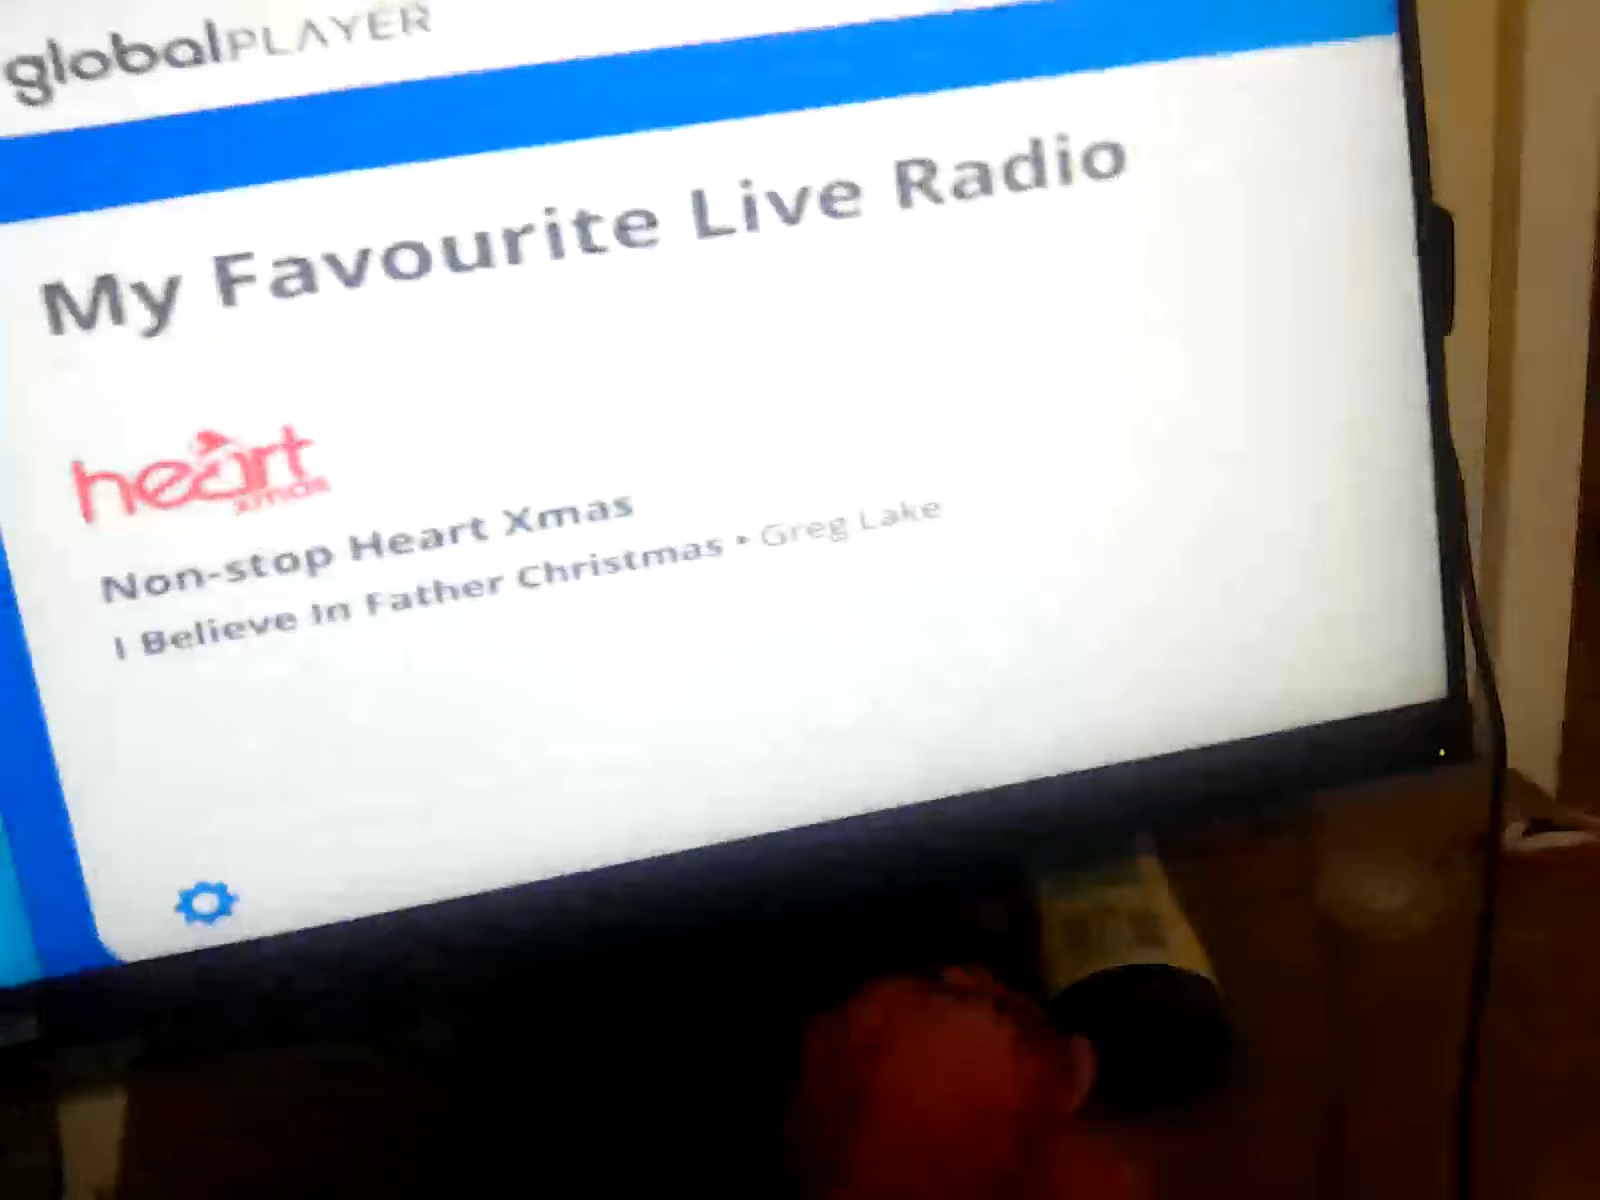 globalPLAYER
My Favourite Live Radio
heart
xmas
Non-stop Heart Xmas
I Believe In Father Christmas • Greg Lake